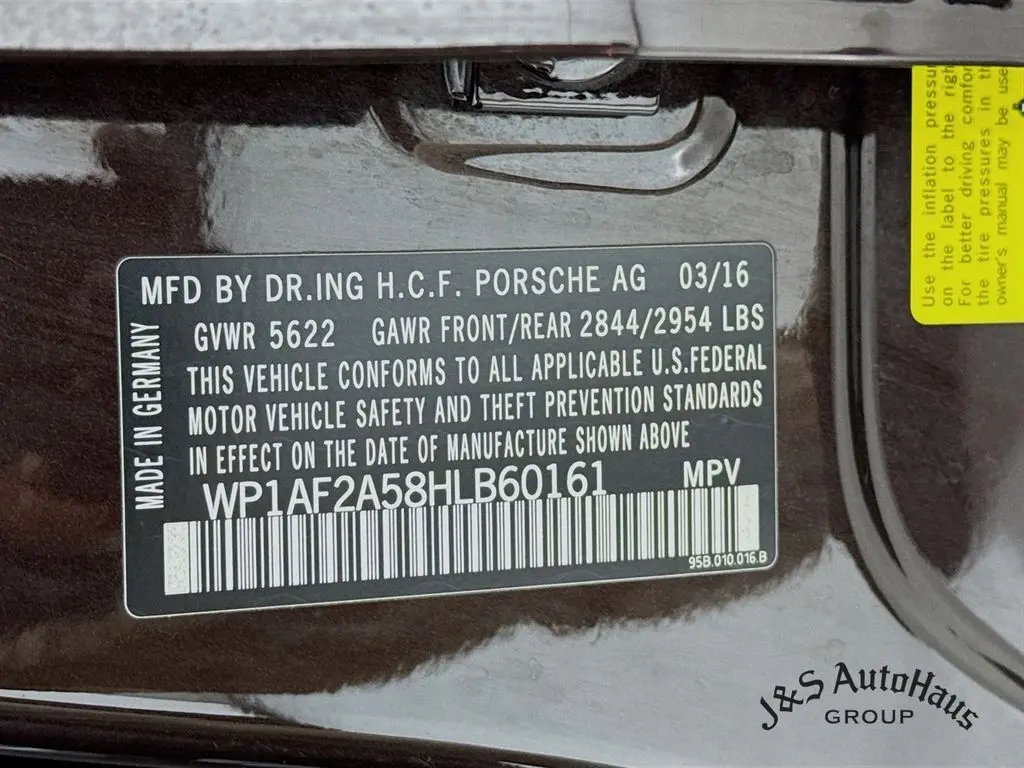 MFD BY DR.ING H.C.F. PORSCHE AG 03/16
GVWR 5622 GAWR FRONT/REAR 2844/2954 LBS
THIS VEHICLE CONFORMS TO ALL APPLICABLE U.S.FEDERAL
MOTOR VEHICLE SAFETY AND THEFT PREVENTION STANDARDS
IN EFFECT ON THE DATE OF MANUFACTURE SHOWN ABOVE
WP1AF2A58HLB60161 MPV
95B.010.016.B
MADE IN GERMANY
Use the inflation pressur
on the label to the righ
For better driving comfor
the tire pressures in th
owner's manual may be use
J&S AutoHaus
GROUP